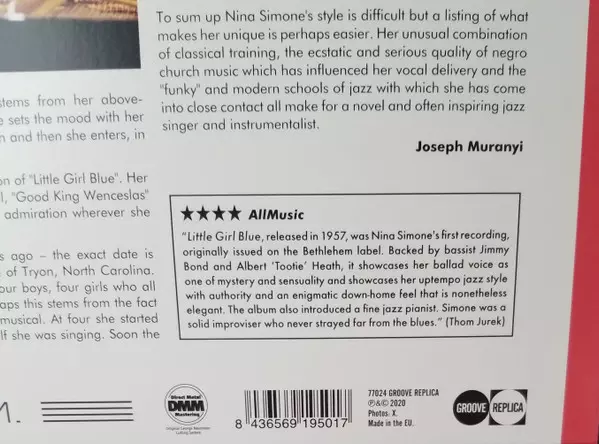 To sum up Nina Simone's style is difficult but a listing of what
makes her unique is perhaps easier. Her unusual combination
of classical training, the ecstatic and serious quality of negro
church music which has influenced her vocal delivery and the
"funky" and modern schools of jazz with which she has come
into close contact all make for a novel and often inspiring jazz
singer and instrumentalist.
Joseph Muranyi
stems from her above-
sets the mood with her
and then she enters, in
on of "Little Girl Blue". Her
"Good King Wenceslas"
admiration wherever she
ago – the exact date is
of Tryon, North Carolina.
our boys, four girls who all
this stems from the fact
musical. At four she started
she was singing. Soon the
★★★★ AllMusic
"Little Girl Blue, released in 1957, was Nina Simone's first recording,
originally issued on the Bethlehem label. Backed by bassist Jimmy
Bond and Albert 'Tootie' Heath, it showcases her ballad voice as
one of mystery and sensuality and showcases her uptempo jazz style
with authority and an enigmatic down-home feel that is nonetheless
elegant. The album also introduced a fine jazz pianist. Simone was a
solid improviser who never strayed far from the blues." (Thom Jurek)
Direct Metal
DMM
Mastering
8 436569 195017
77024 GROOVE REPLICA
℗&© 2020
Photos: X.
Made in the EU.
GROOVE REPLICA